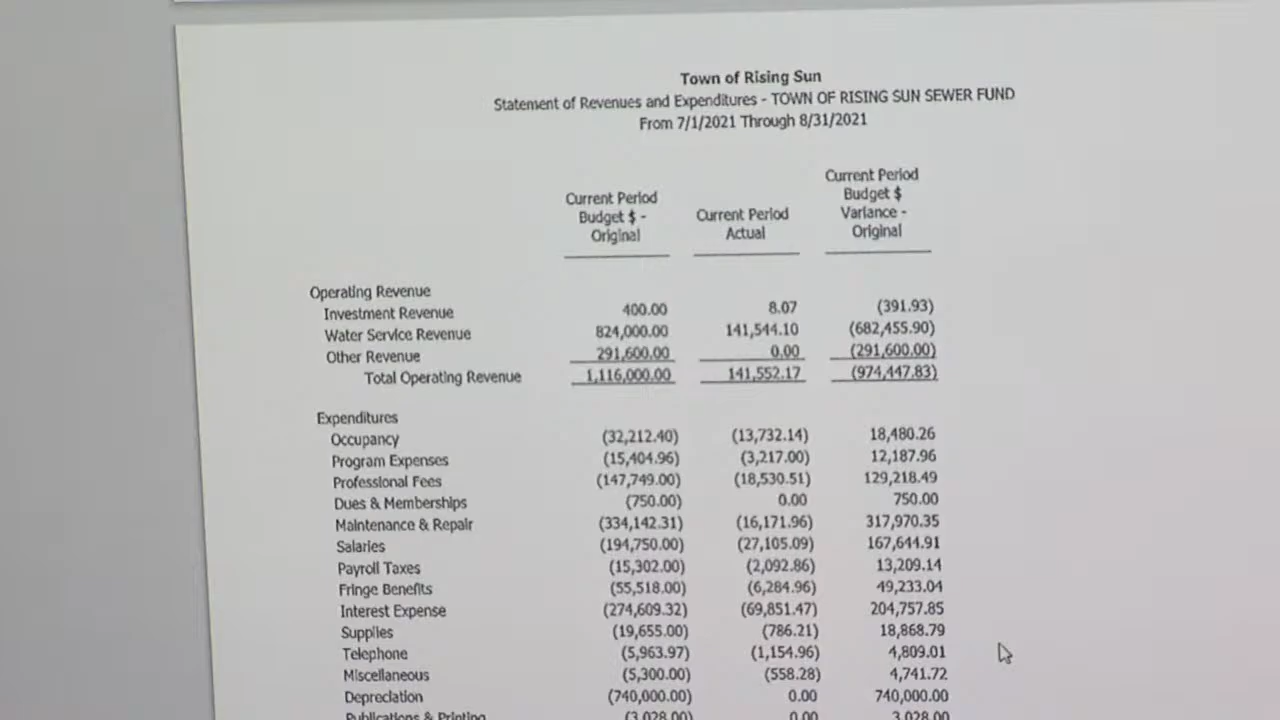 Town of Rising Sun
Statement of Revenues and Expenditures - TOWN OF RISING SUN SEWER FUND
From 7/1/2021 Through 8/31/2021
Current Period Budget $ - Original
Current Period Actual
Current Period Budget $ Variance - Original
Operating Revenue
Investment Revenue 400.00 8.07 (391.93)
Water Service Revenue 824,000.00 141,544.10 (682,455.90)
Other Revenue 291,600.00 0.00 (291,600.00)
Total Operating Revenue 1,116,000.00 141,552.17 (974,447.83)
Expenditures
Occupancy (32,212.40) (13,732.14) 18,480.26
Program Expenses (15,404.96) (3,217.00) 12,187.96
Professional Fees (147,749.00) (18,530.51) 129,218.49
Dues & Memberships (750.00) 0.00 750.00
Maintenance & Repair (334,142.31) (16,171.96) 317,970.35
Salaries (194,750.00) (27,105.09) 167,644.91
Payroll Taxes (15,302.00) (2,092.86) 13,209.14
Fringe Benefits (55,518.00) (6,284.96) 49,233.04
Interest Expense (274,609.32) (69,851.47) 204,757.85
Supplies (19,655.00) (786.21) 18,868.79
Telephone (5,963.97) (1,154.96) 4,809.01
Miscellaneous (5,300.00) (558.28) 4,741.72
Depreciation (740,000.00) 0.00 740,000.00
Publications & Printing (3,028.00) 0.00 3,028.00